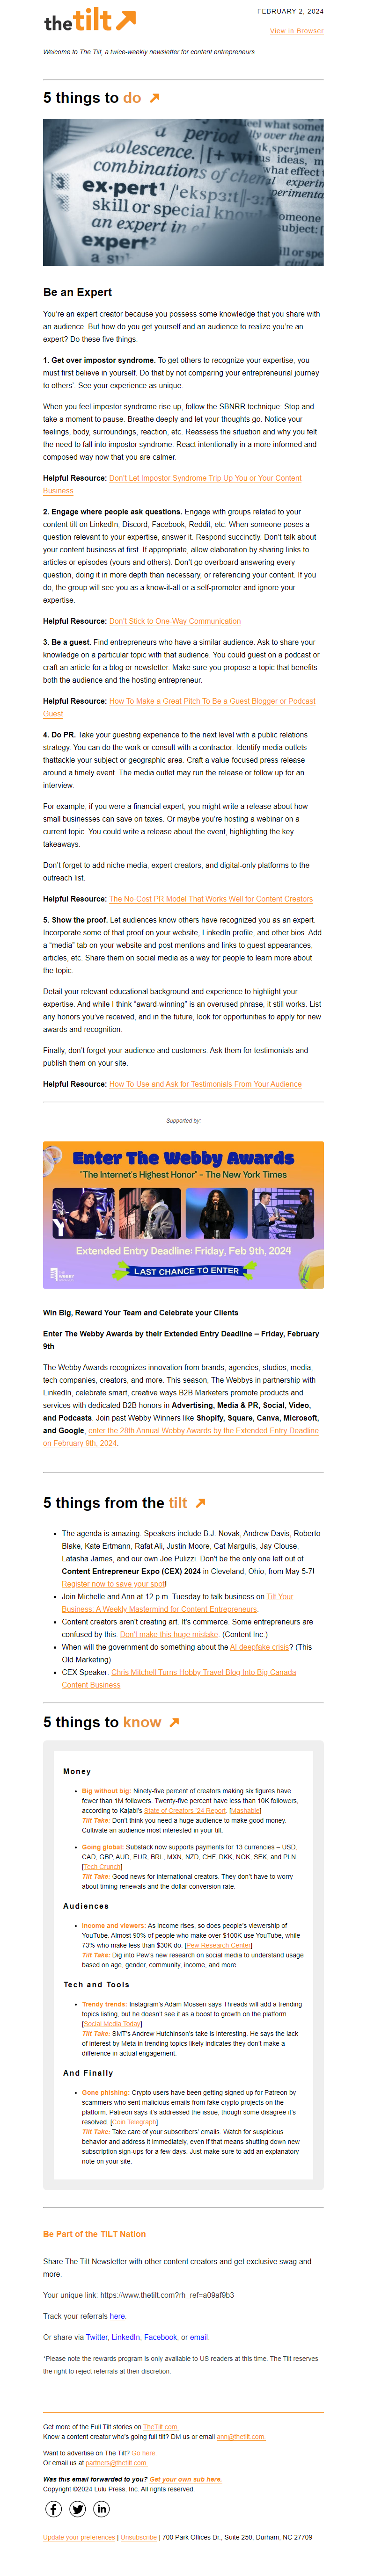 thetilt
FEBRUARY 2, 2024
View in Browser
Welcome to The Tilt, a twice-weekly newsletter for content entrepreneurs.
5 things to do
a period
dolescence.
combinations of chemical
ex·pert¹ /'eksp3:t
skill or special
an expert in
expert²
Be an Expert
You're an expert creator because you possess some knowledge that you share with
an audience. But how do you get yourself and an audience to realize you're an
expert? Do these five things.
1. Get over impostor syndrome. To get others to recognize your expertise, you
must first believe in yourself. Do that by not comparing your entrepreneurial journey
to others'. See your experience as unique.
When you feel impostor syndrome rise up, follow the SBNRR technique: Stop and
take a moment to pause. Breathe deeply and let your thoughts go. Notice your
feelings, body, surroundings, reaction, etc. Reassess the situation and why you felt
the need to fall into impostor syndrome. React intentionally in a more informed and
composed way now that you are calmer.
Helpful Resource: Don't Let Impostor Syndrome Trip Up You or Your Content
Business
2. Engage where people ask questions. Engage with groups related to your
content tilt on LinkedIn, Discord, Facebook, Reddit, etc. When someone poses a
question relevant to your expertise, answer it. Respond succinctly. Don't talk about
your content business at first. If appropriate, allow elaboration by sharing links to
articles or episodes (yours and others). Don't go overboard answering every
question, doing it in more depth than necessary, or referencing your content. If you
do, the group will see you as a know-it-all or a self-promoter and ignore your
expertise.
Helpful Resource: Don't Stick to One-Way Communication
3. Be a guest. Find entrepreneurs who have a similar audience. Ask to share your
knowledge on a particular topic with that audience. You could guest on a podcast or
craft an article for a blog or newsletter. Make sure you propose a topic that benefits
both the audience and the hosting entrepreneur.
Helpful Resource: How To Make a Great Pitch To Be a Guest Blogger or Podcast
Guest
4. Do PR. Take your guesting experience to the next level with a public relations
strategy. You can do the work or consult with a contractor. Identify media outlets
thattackle your subject or geographic area. Craft a value-focused press release
around a timely event. The media outlet may run the release or follow up for an
interview.
For example, if you were a financial expert, you might write a release about how
small businesses can save on taxes. Or maybe you're hosting a webinar on a
current topic. You could write a release about the event, highlighting the key
takeaways.
Don't forget to add niche media, expert creators, and digital-only platforms to the
outreach list.
Helpful Resource: The No-Cost PR Model That Works Well for Content Creators
5. Show the proof. Let audiences know others have recognized you as an expert.
Incorporate some of that proof on your website, LinkedIn profile, and other bios. Add
a "media" tab on your website and post mentions and links to guest appearances,
articles, etc. Share them on social media as a way for people to learn more about
the topic.
Detail your relevant educational background and experience to highlight your
expertise. And while I think "award-winning" is an overused phrase, it still works. List
any honors you've received, and in the future, look for opportunities to apply for new
awards and recognition.
Finally, don't forget your audience and customers. Ask them for testimonials and
publish them on your site.
Helpful Resource: How To Use and Ask for Testimonials From Your Audience
Supported by:
Enter The Webby Awards
"The Internet's Highest Honor" - The New York Times
Extended Entry Deadline: Friday, Feb 9th, 2024
LAST CHANCE TO ENTER
Win Big, Reward Your Team and Celebrate your Clients
Enter The Webby Awards by their Extended Entry Deadline – Friday, February
9th
The Webby Awards recognizes innovation from brands, agencies, studios, media,
tech companies, creators, and more. This season, The Webbys in partnership with
LinkedIn, celebrate smart, creative ways B2B Marketers promote products and
services with dedicated B2B honors in Advertising, Media & PR, Social, Video,
and Podcasts. Join past Webby Winners like Shopify, Square, Canva, Microsoft,
and Google, enter the 28th Annual Webby Awards by the Extended Entry Deadline
on February 9th, 2024.
5 things from the tilt
• The agenda is amazing. Speakers include B.J. Novak, Andrew Davis, Roberto
Blake, Kate Ertmann, Rafat Ali, Justin Moore, Cat Margulis, Jay Clouse,
Latasha James, and our own Joe Pulizzi. Don't be the only one left out of
Content Entrepreneur Expo (CEX) 2024 in Cleveland, Ohio, from May 5-7!
Register now to save your spot!
• Join Michelle and Ann at 12 p.m. Tuesday to talk business on Tilt Your
Business: A Weekly Mastermind for Content Entrepreneurs.
• Content creators aren't creating art. It's commerce. Some entrepreneurs are
confused by this. Don't make this huge mistake. (Content Inc.)
• When will the government do something about the AI deepfake crisis? (This
Old Marketing)
• CEX Speaker: Chris Mitchell Turns Hobby Travel Blog Into Big Canada
Content Business
5 things to know
Money
• Big without big: Ninety-five percent of creators making six figures have
fewer than 1M followers. Twenty-five percent have less than 10K followers,
according to Kajabi's State of Creators '24 Report. [Mashable]
Tilt Take: Don't think you need a huge audience to make good money.
Cultivate an audience most interested in your tilt.
• Going global: Substack now supports payments for 13 currencies – USD,
CAD, GBP, AUD, EUR, BRL, MXN, NZD, CHF, DKK, NOK, SEK, and PLN.
[Tech Crunch]
Tilt Take: Good news for international creators. They don't have to worry
about timing renewals and the dollar conversion rate.
Audiences
• Income and viewers: As income rises, so does people's viewership of
YouTube. Almost 90% of people who make over $100K use YouTube, while
73% who make less than $30K do. [Pew Research Center]
Tilt Take: Dig into Pew's new research on social media to understand usage
based on age, gender, community, income, and more.
Tech and Tools
• Trendy trends: Instagram's Adam Mosseri says Threads will add a trending
topics listing, but he doesn't see it as a boost to growth on the platform.
[Social Media Today]
Tilt Take: SMT's Andrew Hutchinson's take is interesting. He says the lack
of interest by Meta in trending topics likely indicates they don't make a
difference in actual engagement.
And Finally
• Gone phishing: Crypto users have been getting signed up for Patreon by
scammers who sent malicious emails from fake crypto projects on the
platform. Patreon says it's addressed the issue, though some disagree it's
resolved. [Coin Telegraph]
Tilt Take: Take care of your subscribers' emails. Watch for suspicious
behavior and address it immediately, even if that means shutting down new
subscription sign-ups for a few days. Just make sure to add an explanatory
note on your site.
Be Part of the TILT Nation
Share The Tilt Newsletter with other content creators and get exclusive swag and
more.
Your unique link: https://www.thetilt.com?rh_ref=a09af9b3
Track your referrals here.
Or share via Twitter, LinkedIn, Facebook, or email.
*Please note the rewards program is only available to US readers at this time. The Tilt reserves
the right to reject referrals at their discretion.
Get more of the Full Tilt stories on TheTilt.com.
Know a content creator who's going full tilt? DM us or email ann@thetilt.com.
Want to advertise on The Tilt? Go here.
Or email us at partners@thetilt.com.
Was this email forwarded to you? Get your own sub here.
Copyright ©2024 Lulu Press, Inc. All rights reserved.
Update your preferences | Unsubscribe | 700 Park Offices Dr., Suite 250, Durham, NC 27709